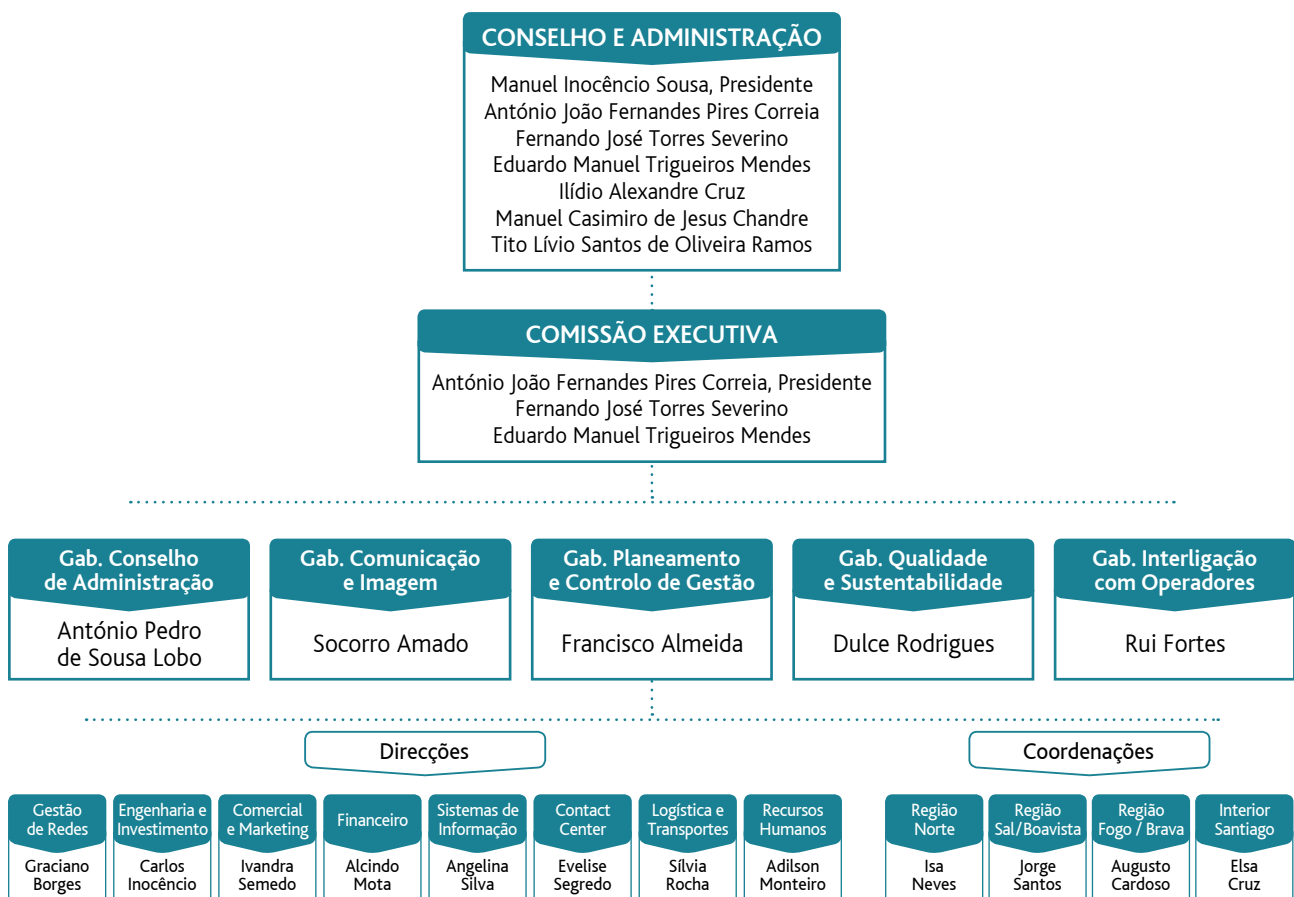 CONSELHO E ADMINISTRAÇÃO
Manuel Inocêncio Sousa, Presidente
António João Fernandes Pires Correia
Fernando José Torres Severino
Eduardo Manuel Trigueiros Mendes
Ilídio Alexandre Cruz
Manuel Casimiro de Jesus Chandre
Tito Lívio Santos de Oliveira Ramos
COMISSÃO EXECUTIVA
António João Fernandes Pires Correia, Presidente
Fernando José Torres Severino
Eduardo Manuel Trigueiros Mendes
Gab. Conselho
de Administração
António Pedro
de Sousa Lobo
Gab. Comunicação
e Imagem
Socorro Amado
Gab. Planeamento
e Controlo de Gestão
Francisco Almeida
Gab. Qualidade
e Sustentabilidade
Dulce Rodrigues
Gab. Interligação
com Operadores
Rui Fortes
Direcções
Gestão
de Redes
Graciano
Borges
Engenharia e
Investimento
Carlos
Inocêncio
Comercial
e Marketing
Ivandra
Semedo
Financeiro
Alcindo
Mota
Sistemas de
Informação
Angelina
Silva
Contact
Center
Evelise
Segredo
Logística e
Transportes
Sílvia
Rocha
Recursos
Humanos
Adilson
Monteiro
Coordenações
Região
Norte
Isa
Neves
Região
Sal/Boavista
Jorge
Santos
Região
Fogo / Brava
Augusto
Cardoso
Interior
Santiago
Elsa
Cruz